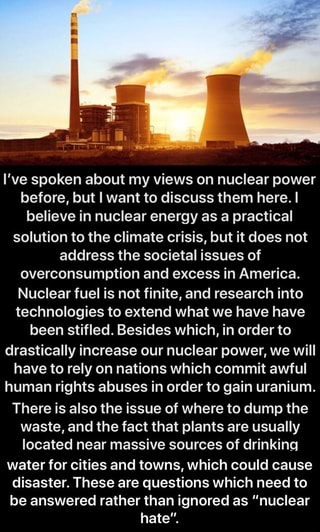 I've spoken about my views on nuclear power
before, but I want to discuss them here. I
believe in nuclear energy as a practical
solution to the climate crisis, but it does not
address the societal issues of
overconsumption and excess in America.
Nuclear fuel is not finite, and research into
technologies to extend what we have have
been stifled. Besides which, in order to
drastically increase our nuclear power, we will
have to rely on nations which commit awful
human rights abuses in order to gain uranium.
There is also the issue of where to dump the
waste, and the fact that plants are usually
located near massive sources of drinking
water for cities and towns, which could cause
disaster. These are questions which need to
be answered rather than ignored as “nuclear
hate”.